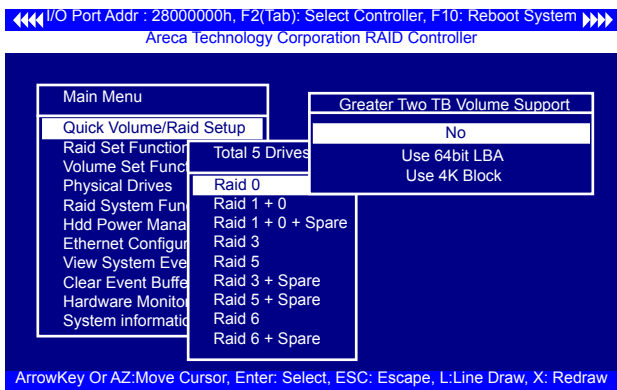 I/O Port Addr : 28000000h, F2(Tab): Select Controller, F10: Reboot System
Areca Technology Corporation RAID Controller
Main Menu
Quick Volume/Raid Setup
Raid Set Function
Volume Set Funct
Physical Drives
Raid System Fun
Hdd Power Mana
Ethernet Configur
View System Eve
Clear Event Buffe
Hardware Monitor
System informatio
Total 5 Drives
Raid 0
Raid 1 + 0
Raid 1 + 0 + Spare
Raid 3
Raid 5
Raid 3 + Spare
Raid 5 + Spare
Raid 6
Raid 6 + Spare
Greater Two TB Volume Support
No
Use 64bit LBA
Use 4K Block
ArrowKey Or AZ:Move Cursor, Enter: Select, ESC: Escape, L:Line Draw, X: Redraw